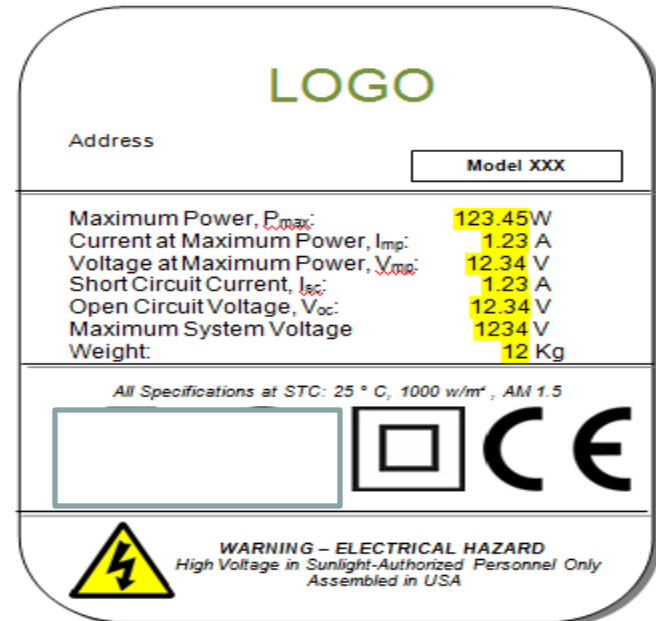 LOGO
Address
Model XXX
Maximum Power, Pmax: 123.45W
Current at Maximum Power, Imp: 1.23 A
Voltage at Maximum Power, Vmp: 12.34 V
Short Circuit Current, Isc: 1.23 A
Open Circuit Voltage, Voc: 12.34 V
Maximum System Voltage 1234 V
Weight: 12 Kg
All Specifications at STC: 25 ° C, 1000 w/m² , AM 1.5
CE
WARNING – ELECTRICAL HAZARD
High Voltage in Sunlight-Authorized Personnel Only
Assembled in USA